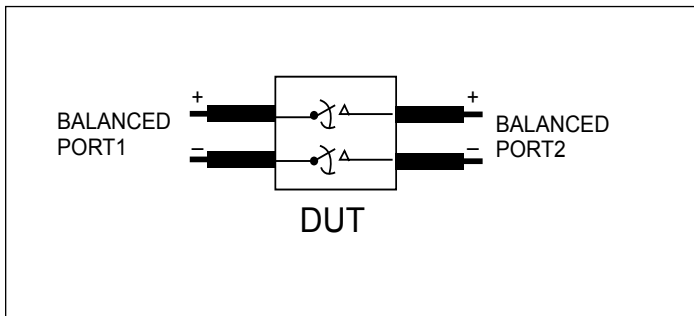 + +
BALANCED
PORT1
BALANCED
PORT2
− −
DUT